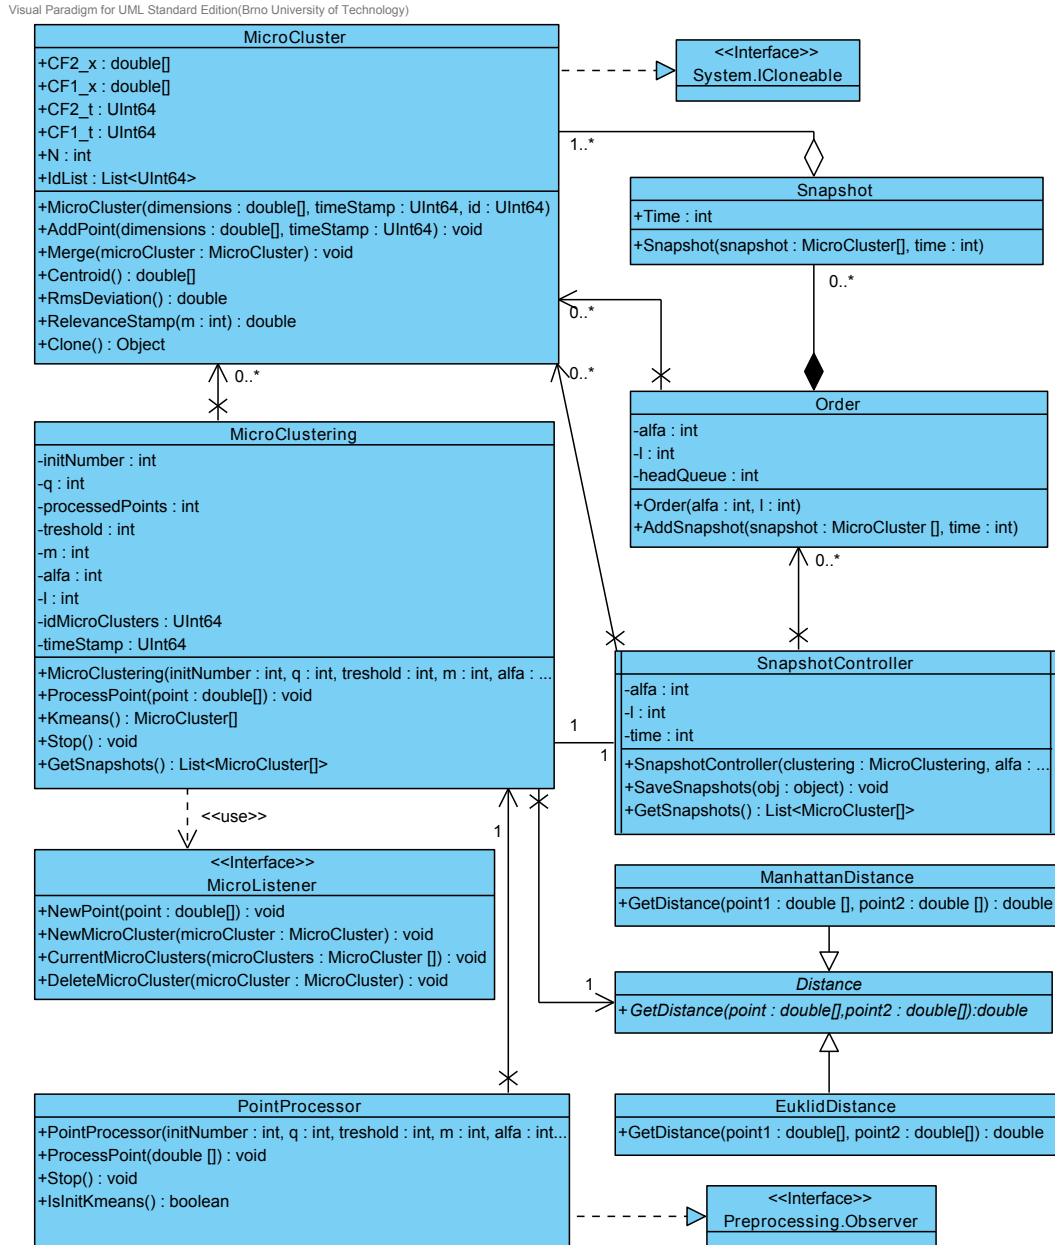 Visual Paradigm for UML Standard Edition(Brno University of Technology)
MicroCluster
+CF2_x : double[]
+CF1_x : double[]
+CF2_t : UInt64
+CF1_t : UInt64
+N : int
+IdList : List<UInt64>
+MicroCluster(dimensions : double[], timeStamp : UInt64, id : UInt64)
+AddPoint(dimensions : double[], timeStamp : UInt64) : void
+Merge(microCluster : MicroCluster) : void
+Centroid() : double[]
+RmsDeviation() : double
+RelevanceStamp(m : int) : double
+Clone() : Object
<<Interface>>
System.ICloneable
1..*
Snapshot
+Time : int
+Snapshot(snapshot : MicroCluster[], time : int)
0..*
0..*
0..*
0..*
Order
-alfa : int
-l : int
-headQueue : int
+Order(alfa : int, l : int)
+AddSnapshot(snapshot : MicroCluster [], time : int)
0..*
MicroClustering
-initNumber : int
-q : int
-processedPoints : int
-treshold : int
-m : int
-alfa : int
-l : int
-idMicroClusters : UInt64
-timeStamp : UInt64
+MicroClustering(initNumber : int, q : int, treshold : int, m : int, alfa : ...
+ProcessPoint(point : double[]) : void
+Kmeans() : MicroCluster[]
+Stop() : void
+GetSnapshots() : List<MicroCluster[]>
1
1
SnapshotController
-alfa : int
-l : int
-time : int
+SnapshotController(clustering : MicroClustering, alfa : ...
+SaveSnapshots(obj : object) : void
+GetSnapshots() : List<MicroCluster[]>
<<use>>
1
<<Interface>>
MicroListener
+NewPoint(point : double[]) : void
+NewMicroCluster(microCluster : MicroCluster) : void
+CurrentMicroClusters(microClusters : MicroCluster []) : void
+DeleteMicroCluster(microCluster : MicroCluster) : void
ManhattanDistance
+GetDistance(point1 : double [], point2 : double []) : double
1
Distance
+ GetDistance(point : double[],point2 : double[]):double
EuklidDistance
+GetDistance(point1 : double[], point2 : double[]) : double
PointProcessor
+PointProcessor(initNumber : int, q : int, treshold : int, m : int, alfa : int...
+ProcessPoint(double []) : void
+Stop() : void
+IsInitKmeans() : boolean
<<Interface>>
Preprocessing.Observer